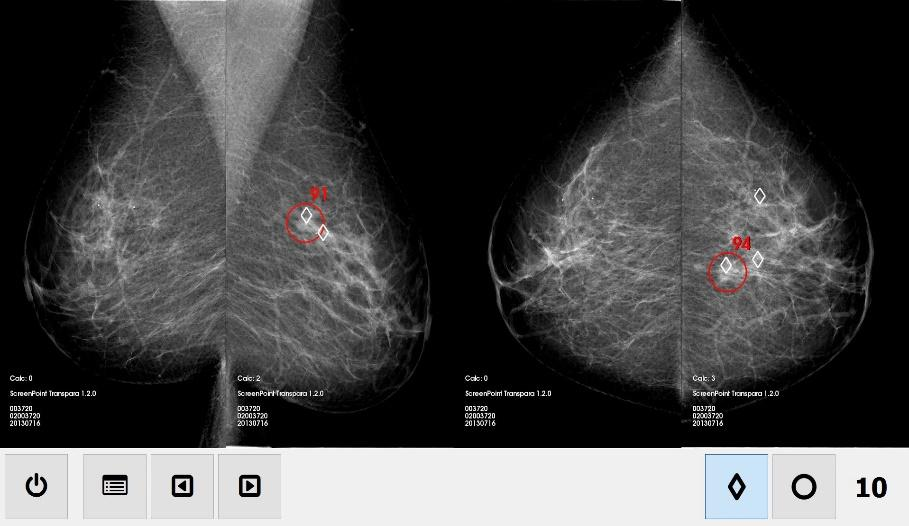 91
94
Calc: 0
ScreenPoint Transpara 1.2.0
003720
02003720
20130716
Calc: 2
ScreenPoint Transpara 1.2.0
003720
02003720
20130716
Calc: 0
ScreenPoint Transpara 1.2.0
003720
02003720
20130716
Calc: 3
ScreenPoint Transpara 1.2.0
003720
02003720
20130716
10